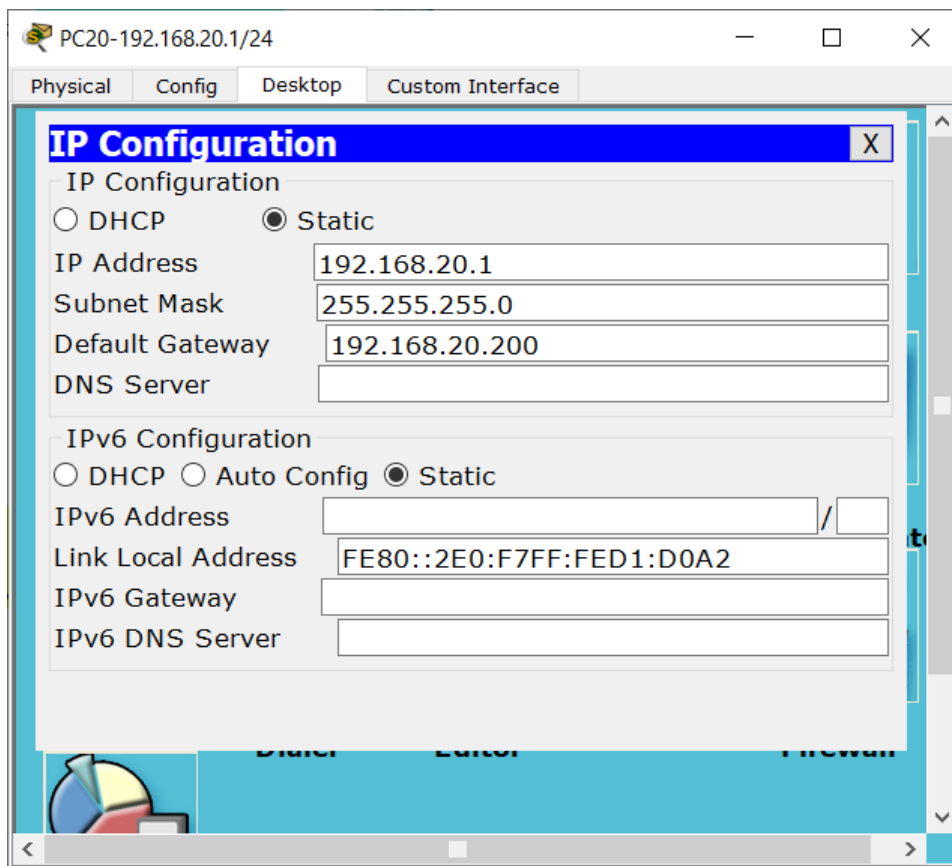 PC20-192.168.20.1/24
Physical Config Desktop Custom Interface
IP Configuration X
IP Configuration
DHCP Static
IP Address 192.168.20.1
Subnet Mask 255.255.255.0
Default Gateway 192.168.20.200
DNS Server
IPv6 Configuration
DHCP Auto Config Static
IPv6 Address /
Link Local Address FE80::2E0:F7FF:FED1:D0A2
IPv6 Gateway
IPv6 DNS Server
Dialer Editor Firewall